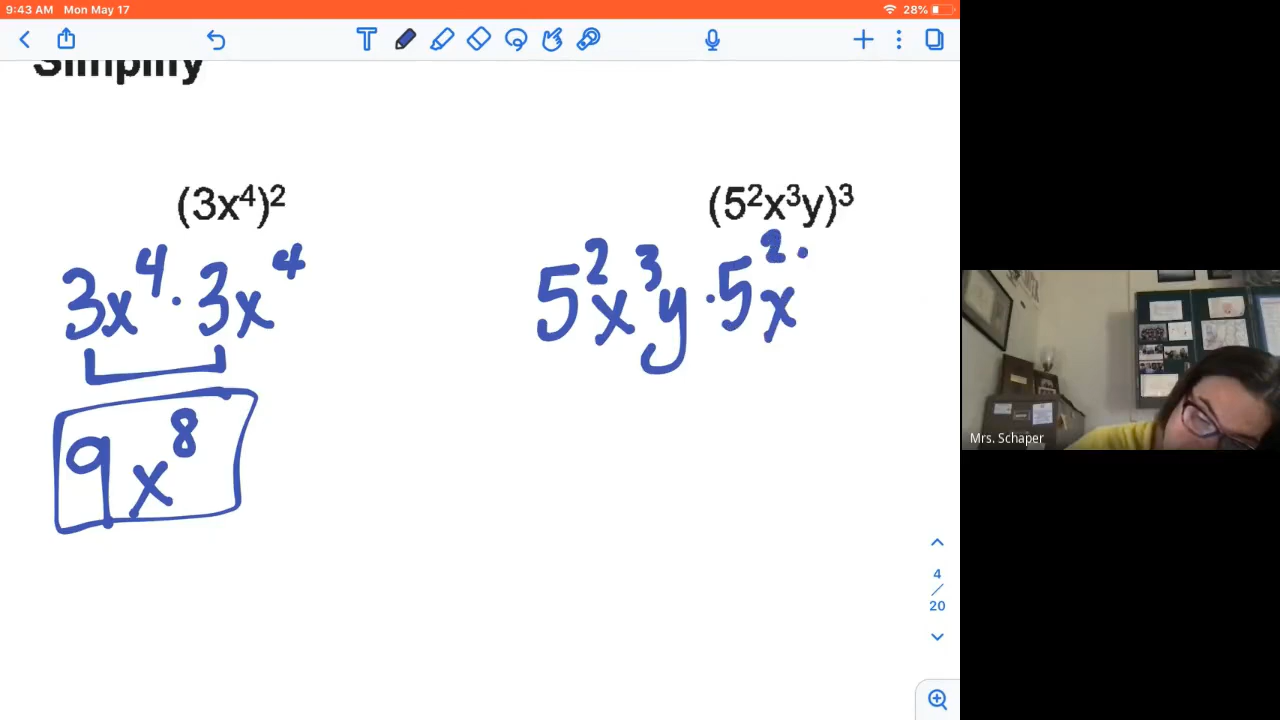 9:43 AM Mon May 17
28%
T
Simplify
(3x⁴)²
(5²x³y)³
3x⁴ · 3x⁴
5²x³y · 5²x
9x⁸
Mrs. Schaper
4
/
20